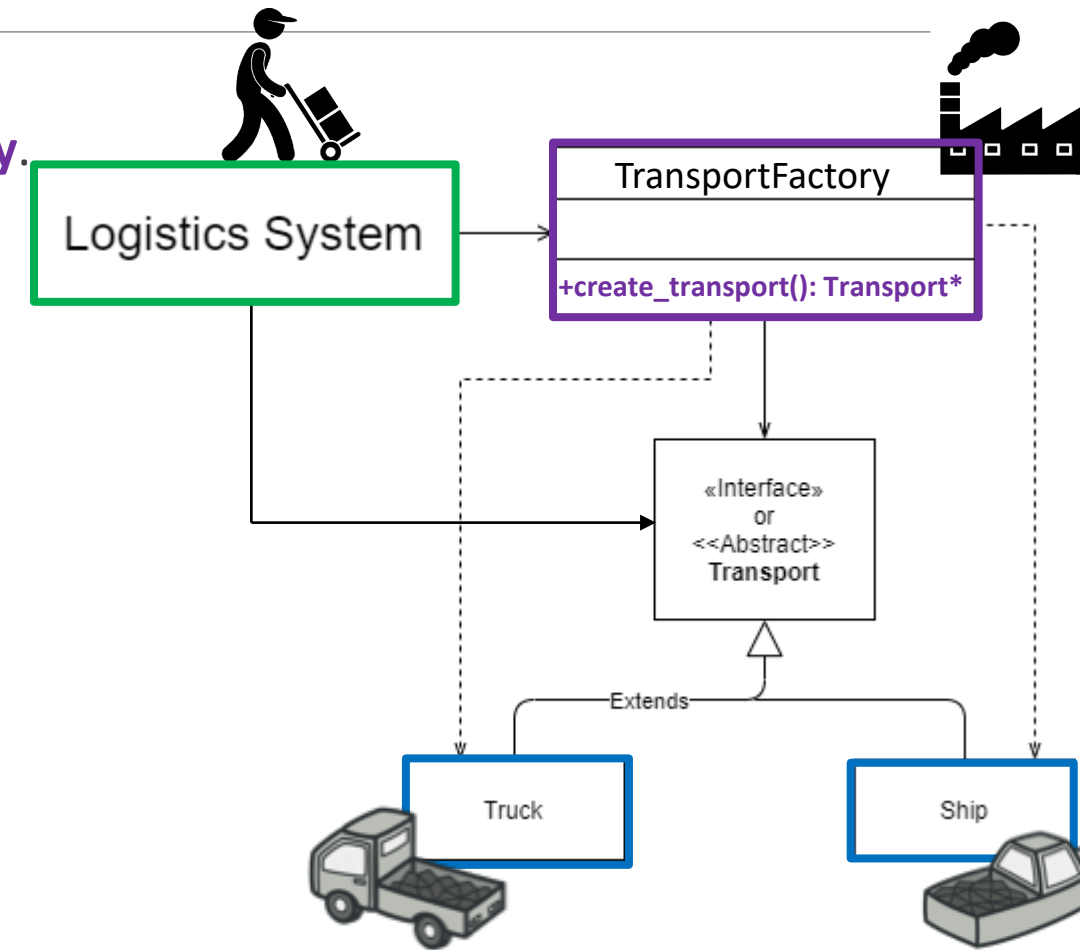 y.
Logistics System
TransportFactory
+create_transport(): Transport*
«Interface»
or
<<Abstract>>
Transport
Extends
Truck
Ship